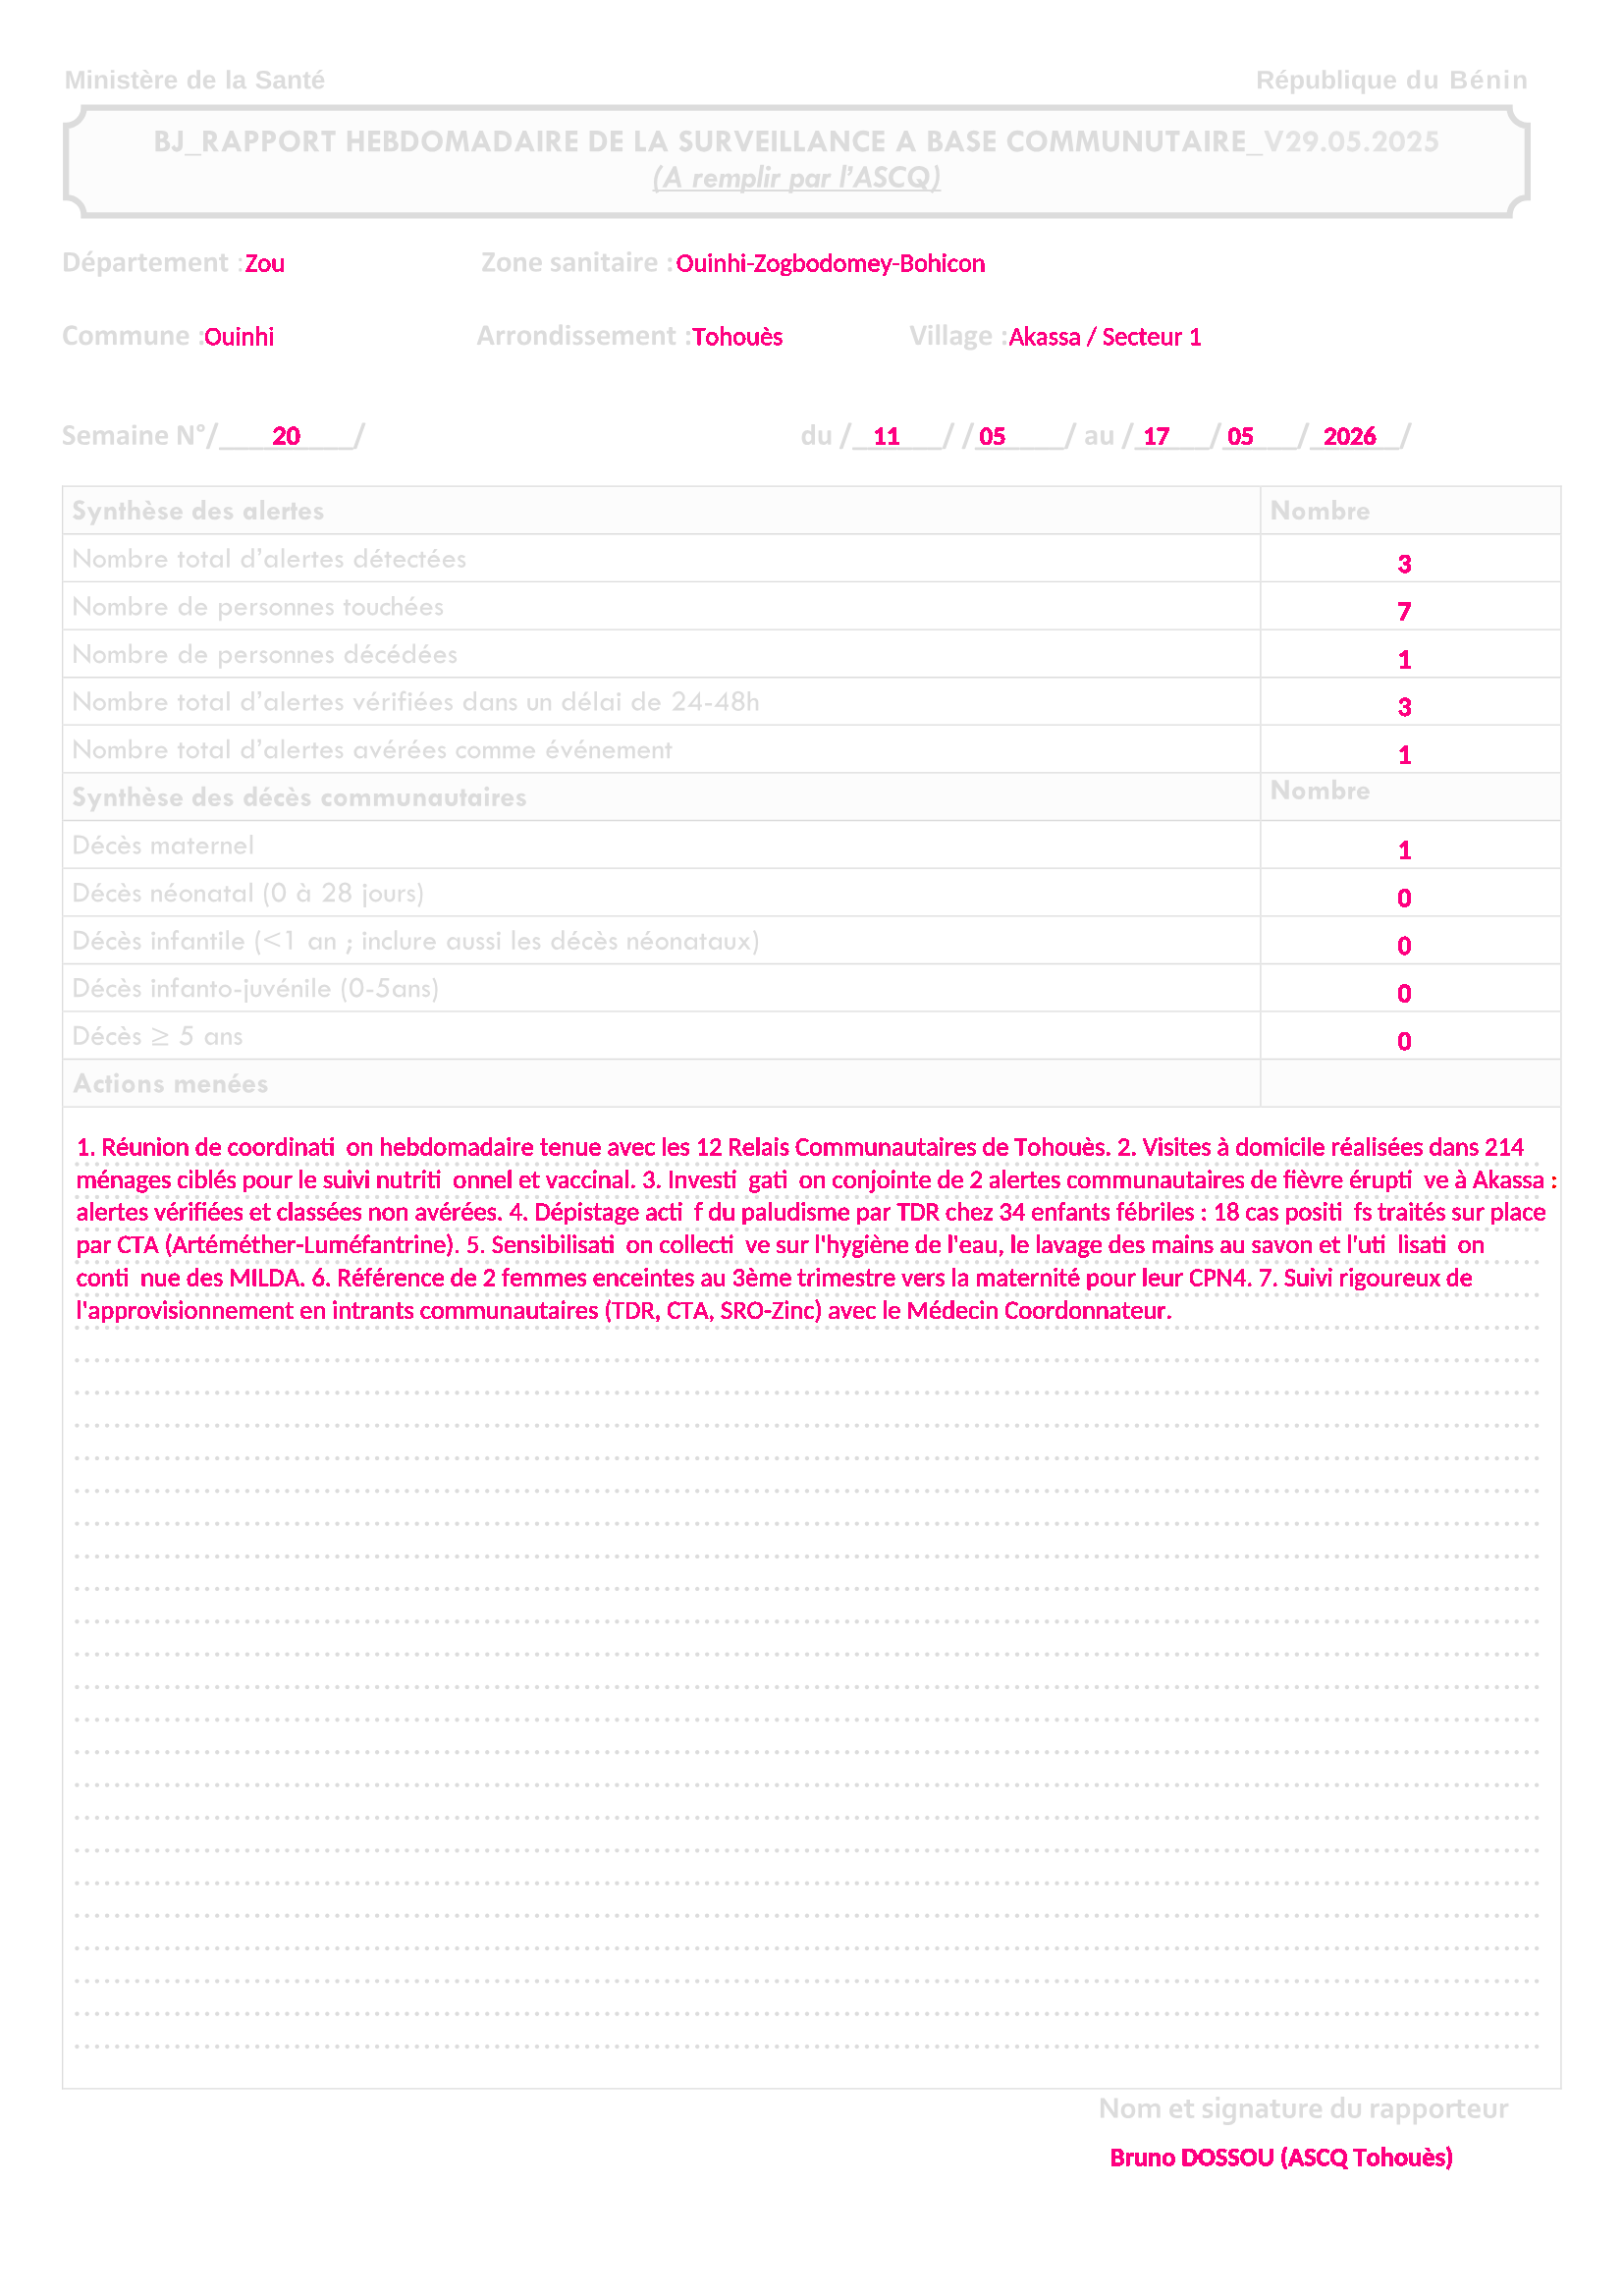 Ministère de la Santé République du Bénin
BJ_RAPPORT HEBDOMADAIRE DE LA SURVEILLANCE A BASE COMMUNUTAIRE_V29.05.2025
(A remplir par l'ASCQ)
Département : Zou Zone sanitaire : Ouinhi-Zogbodomey-Bohicon
Commune : Ouinhi Arrondissement : Tohouès Village : Akassa / Secteur 1
Semaine N°/ 20 / du / 11 / / 05 / au / 17 / 05 / 2026 /
Synthèse des alertes Nombre
Nombre total d'alertes détectées 3
Nombre de personnes touchées 7
Nombre de personnes décédées 1
Nombre total d'alertes vérifiées dans un délai de 24-48h 3
Nombre total d'alertes avérées comme événement 1
Synthèse des décès communautaires Nombre
Décès maternel 1
Décès néonatal (0 à 28 jours) 0
Décès infantile (<1 an ; inclure aussi les décès néonataux) 0
Décès infanto-juvénile (0-5ans) 0
Décès ≥ 5 ans 0
Actions menées
1. Réunion de coordinati on hebdomadaire tenue avec les 12 Relais Communautaires de Tohouès. 2. Visites à domicile réalisées dans 214
ménages ciblés pour le suivi nutriti onnel et vaccinal. 3. Investi gati on conjointe de 2 alertes communautaires de fièvre érupti ve à Akassa :
alertes vérifiées et classées non avérées. 4. Dépistage acti f du paludisme par TDR chez 34 enfants fébriles : 18 cas positi fs traités sur place
par CTA (Artéméther-Luméfantrine). 5. Sensibilisati on collecti ve sur l'hygiène de l'eau, le lavage des mains au savon et l'uti lisati on
conti nue des MILDA. 6. Référence de 2 femmes enceintes au 3ème trimestre vers la maternité pour leur CPN4. 7. Suivi rigoureux de
l'approvisionnement en intrants communautaires (TDR, CTA, SRO-Zinc) avec le Médecin Coordonnateur.
Nom et signature du rapporteur
Bruno DOSSOU (ASCQ Tohouès)